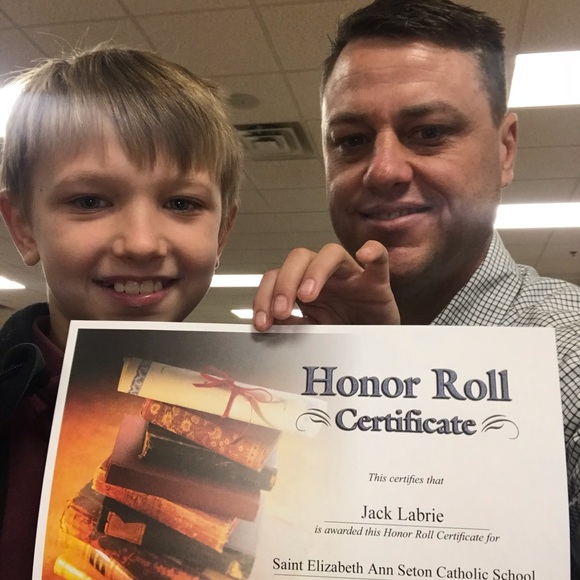 Honor Roll
Certificate
This certifies that
Jack Labrie
is awarded this Honor Roll Certificate for
Saint Elizabeth Ann Seton Catholic School